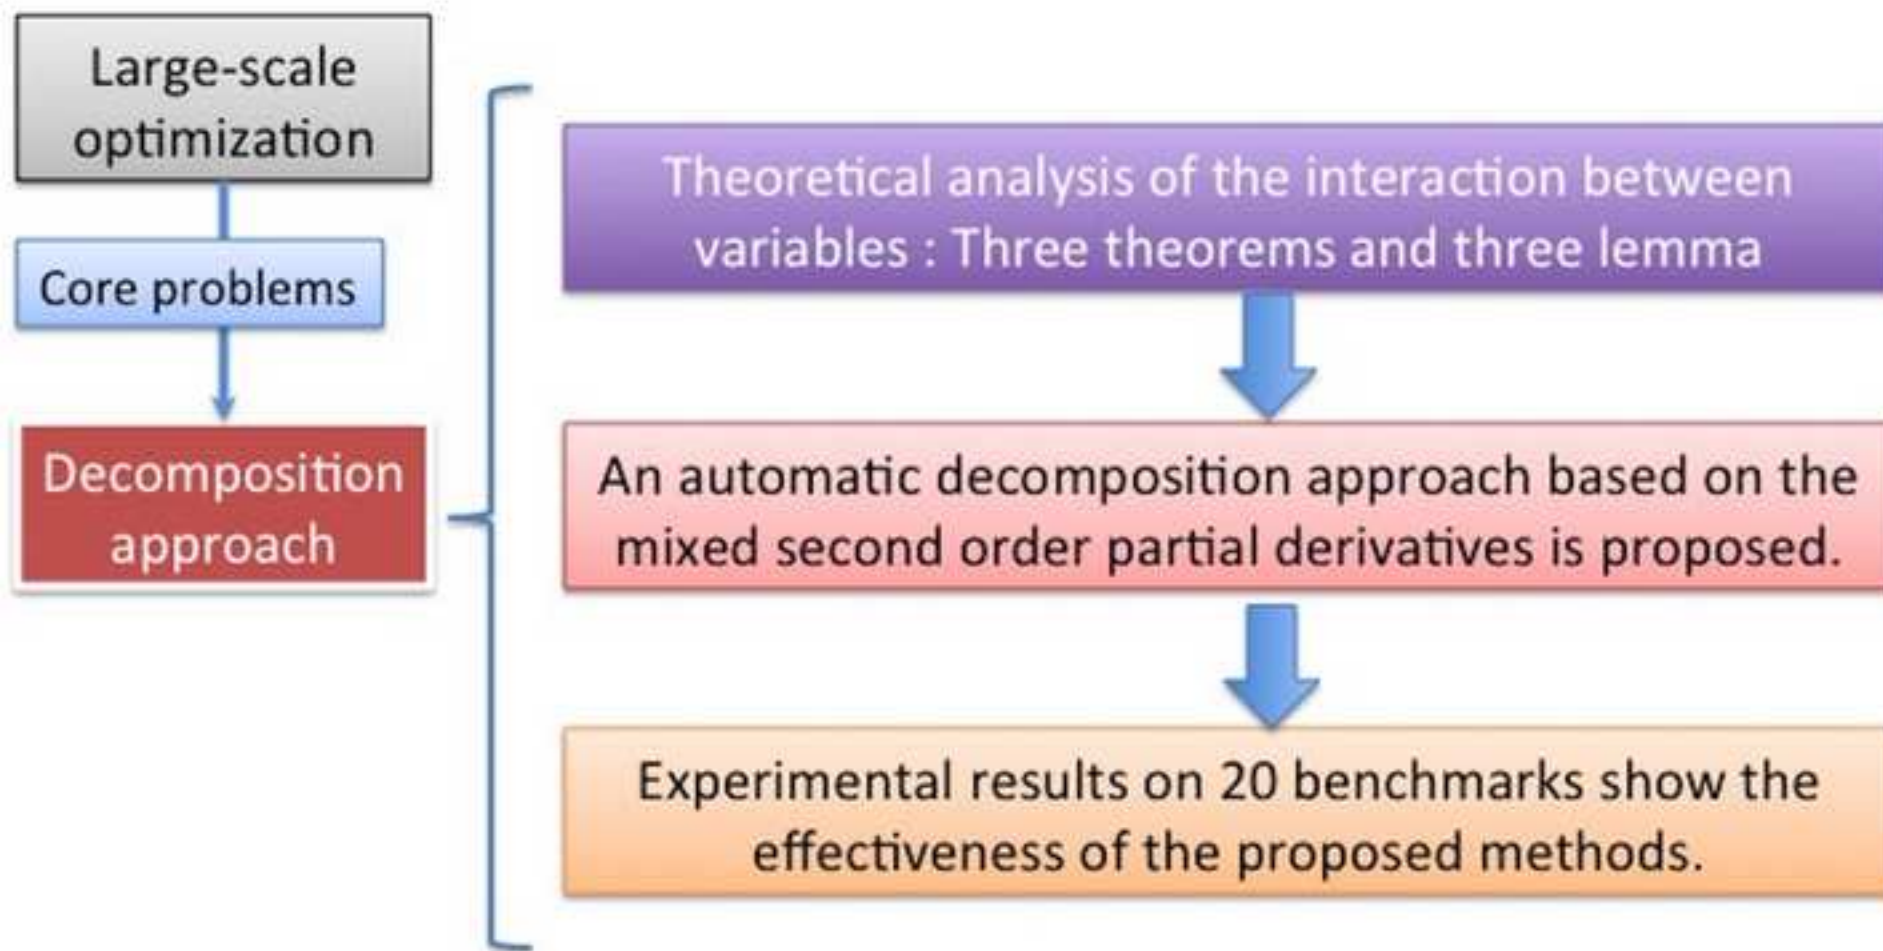 Large-scale
optimization
Core problems
Decomposition
approach
Theoretical analysis of the interaction between
variables : Three theorems and three lemma
An automatic decomposition approach based on the
mixed second order partial derivatives is proposed.
Experimental results on 20 benchmarks show the
effectiveness of the proposed methods.